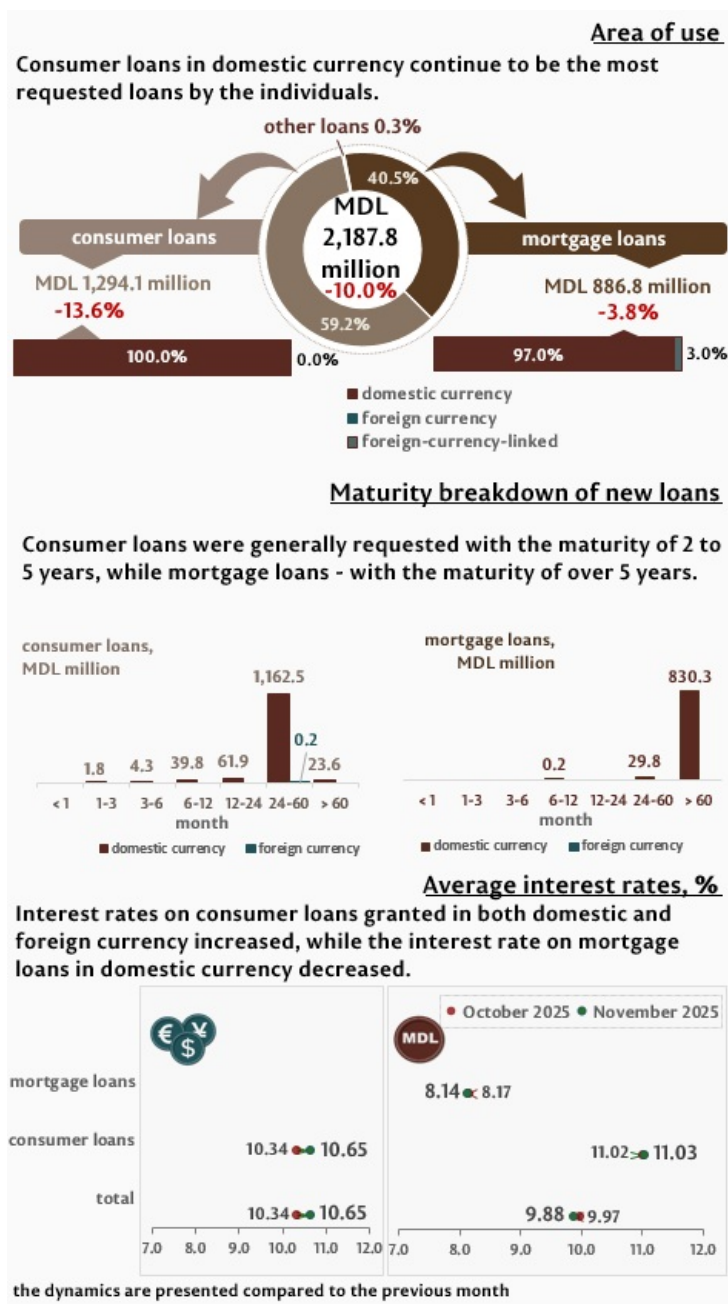 Area of use
Consumer loans in domestic currency continue to be the most
requested loans by the individuals.
other loans 0.3%
40.5%
MDL
2,187.8
million
-10.0%
59.2%
consumer loans
MDL 1,294.1 million
-13.6%
100.0%
0.0%
mortgage loans
MDL 886.8 million
-3.8%
97.0%
3.0%
domestic currency
foreign currency
foreign-currency-linked
Maturity breakdown of new loans
Consumer loans were generally requested with the maturity of 2 to
5 years, while mortgage loans - with the maturity of over 5 years.
consumer loans,
MDL million
1.8 4.3 39.8 61.9 1,162.5 0.2 23.6
< 1 1-3 3-6 6-12 12-24 24-60 > 60
month
domestic currency foreign currency
mortgage loans,
MDL million
0.2 29.8 830.3
< 1 1-3 3-6 6-12 12-24 24-60 > 60
month
domestic currency foreign currency
Average interest rates, %
Interest rates on consumer loans granted in both domestic and
foreign currency increased, while the interest rate on mortgage
loans in domestic currency decreased.
€ ¥ $
MDL
October 2025 November 2025
mortgage loans
8.14 8.17
consumer loans
10.34 10.65
11.02 11.03
total
10.34 10.65
9.88 9.97
7.0 8.0 9.0 10.0 11.0 12.0
7.0 8.0 9.0 10.0 11.0 12.0
the dynamics are presented compared to the previous month